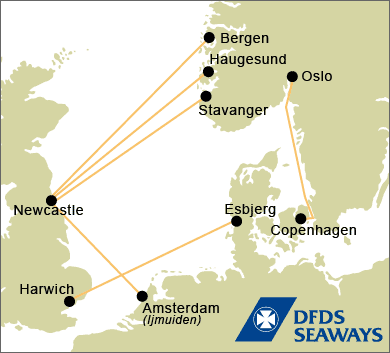 Bergen
Haugesund
Oslo
Stavanger
Newcastle
Esbjerg
Copenhagen
Harwich
Amsterdam
(Ijmuiden)
DFDS
SEAWAYS